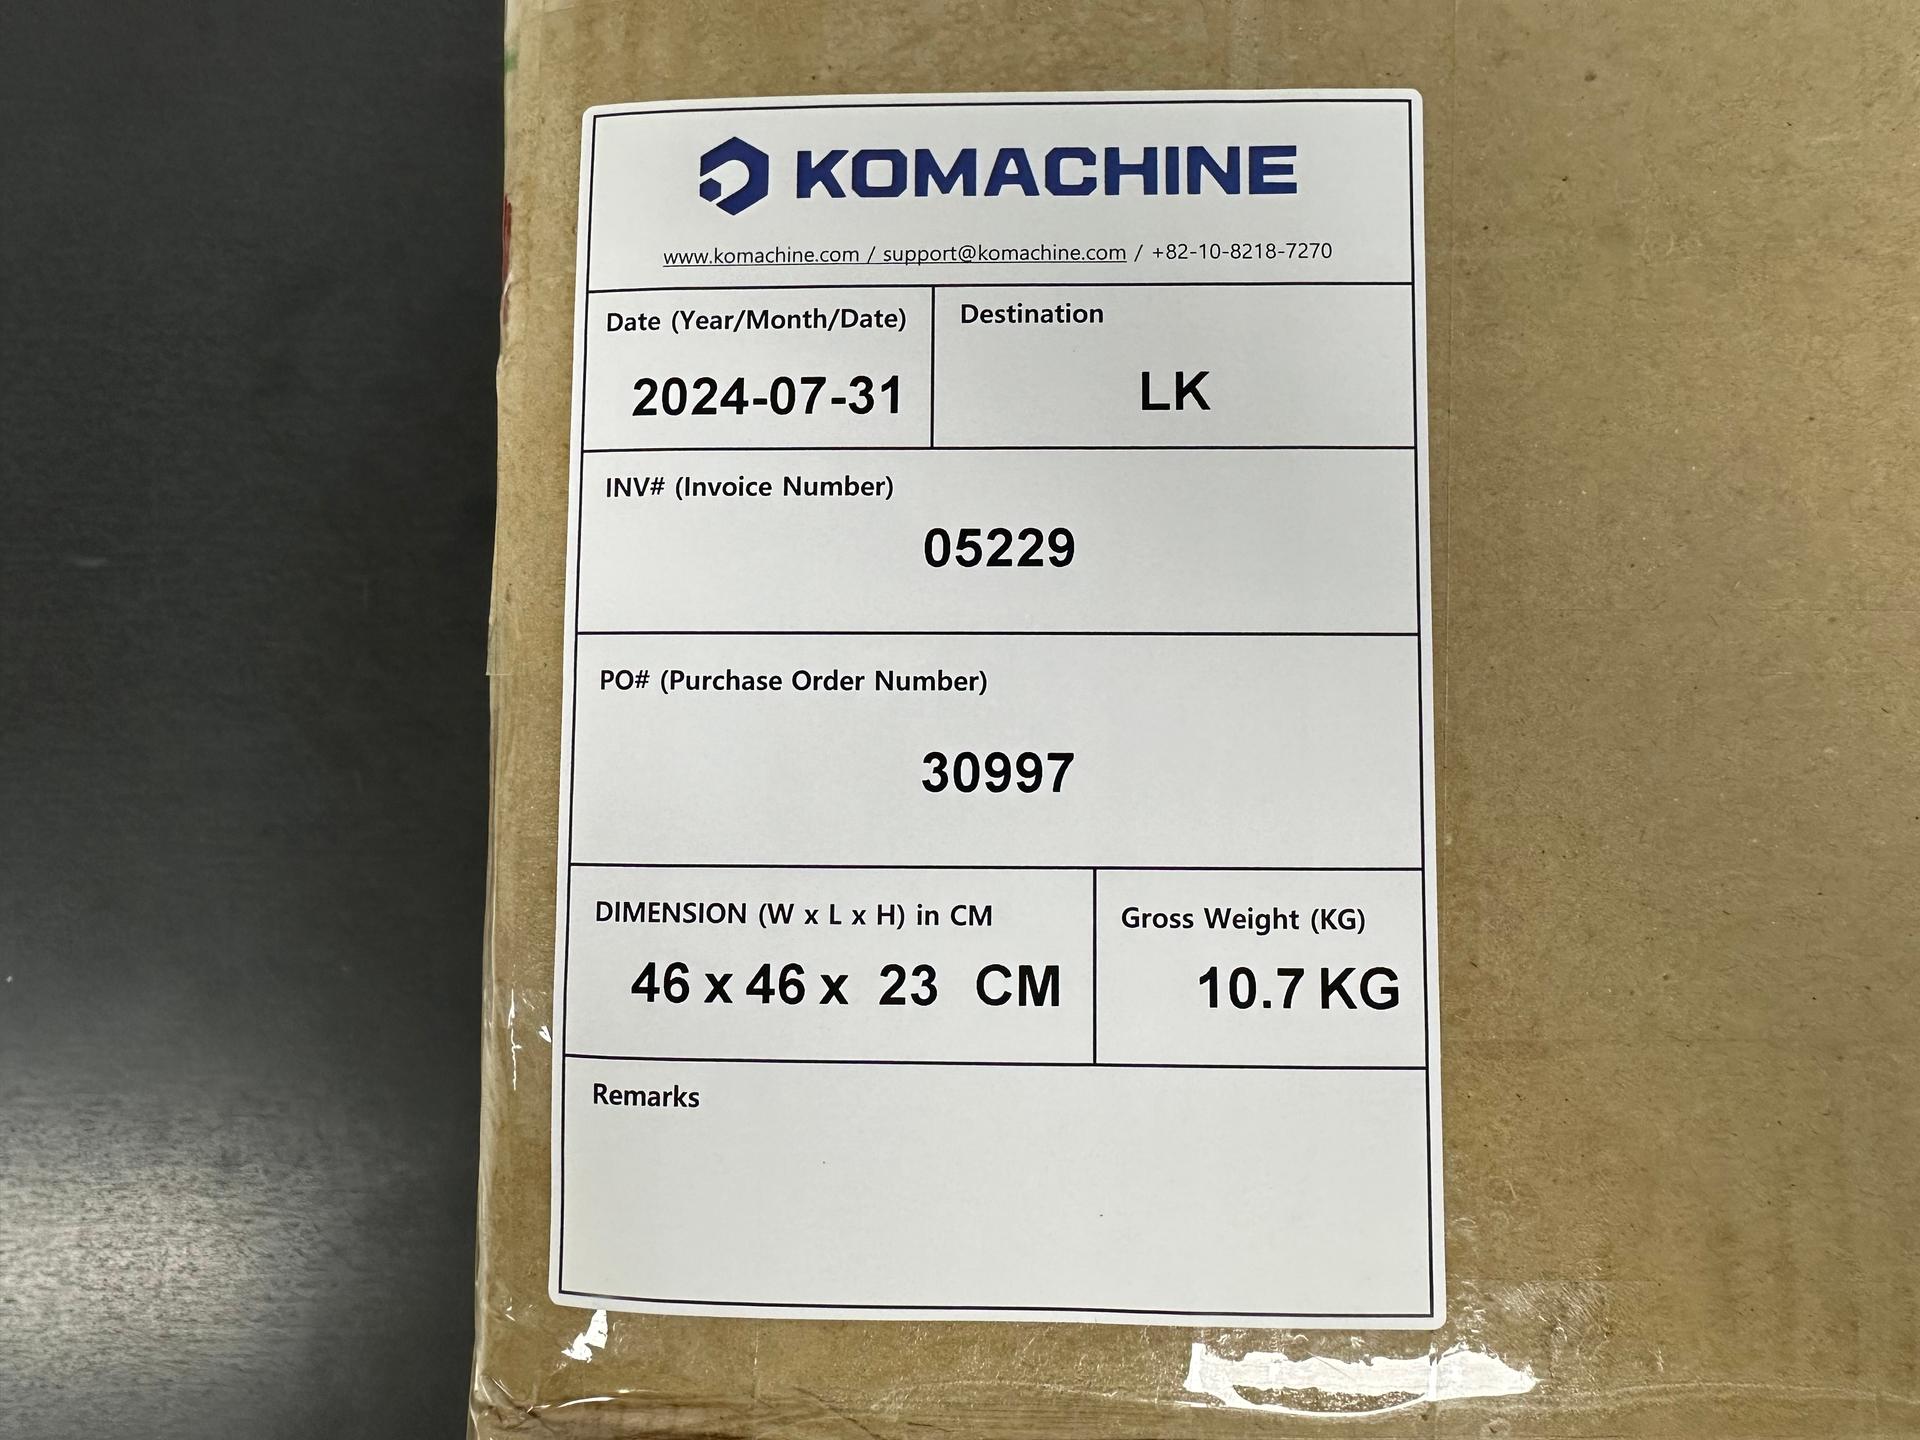 KOMACHINE
www.komachine.com / support@komachine.com / +82-10-8218-7270
Date (Year/Month/Date)
2024-07-31
Destination
LK
INV# (Invoice Number)
05229
PO# (Purchase Order Number)
30997
DIMENSION (W x L x H) in CM
46 x 46 x 23 CM
Gross Weight (KG)
10.7 KG
Remarks